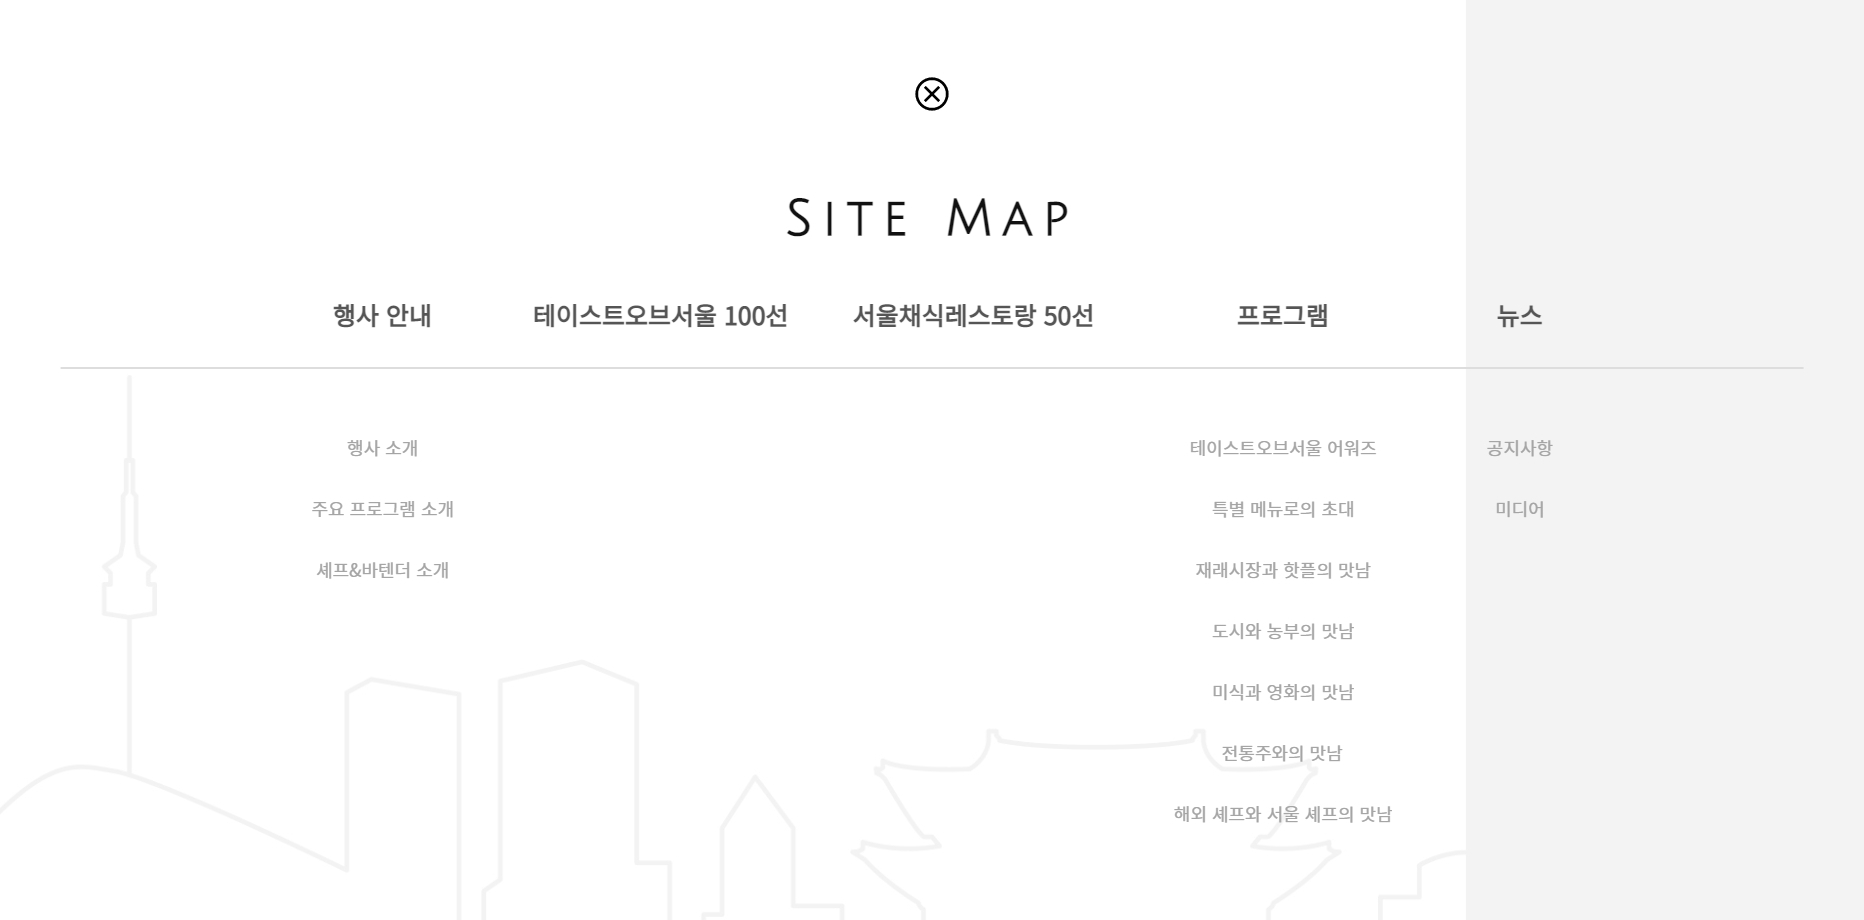 SITE MAP
행사 안내
테이스트오브서울 100선
서울채식레스토랑 50선
프로그램
뉴스
행사 소개
주요 프로그램 소개
셰프&바텐더 소개
테이스트오브서울 어워즈
특별 메뉴로의 초대
재래시장과 핫플의 맛남
도시와 농부의 맛남
미식과 영화의 맛남
전통주와의 맛남
해외 셰프와 서울 셰프의 맛남
공지사항
미디어